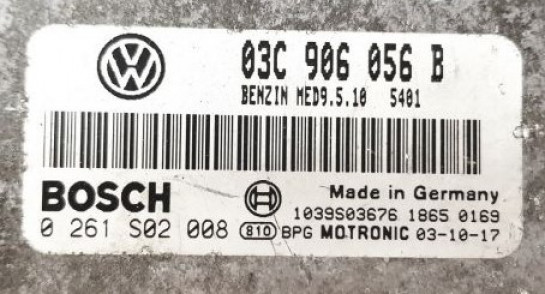 03C 906 056 B
BENZIN MED9.5.10 5401
BOSCH
Made in Germany
1039S03676 1865 0169
0 261 S02 008 810 BPG MOTRONIC 03-10-17